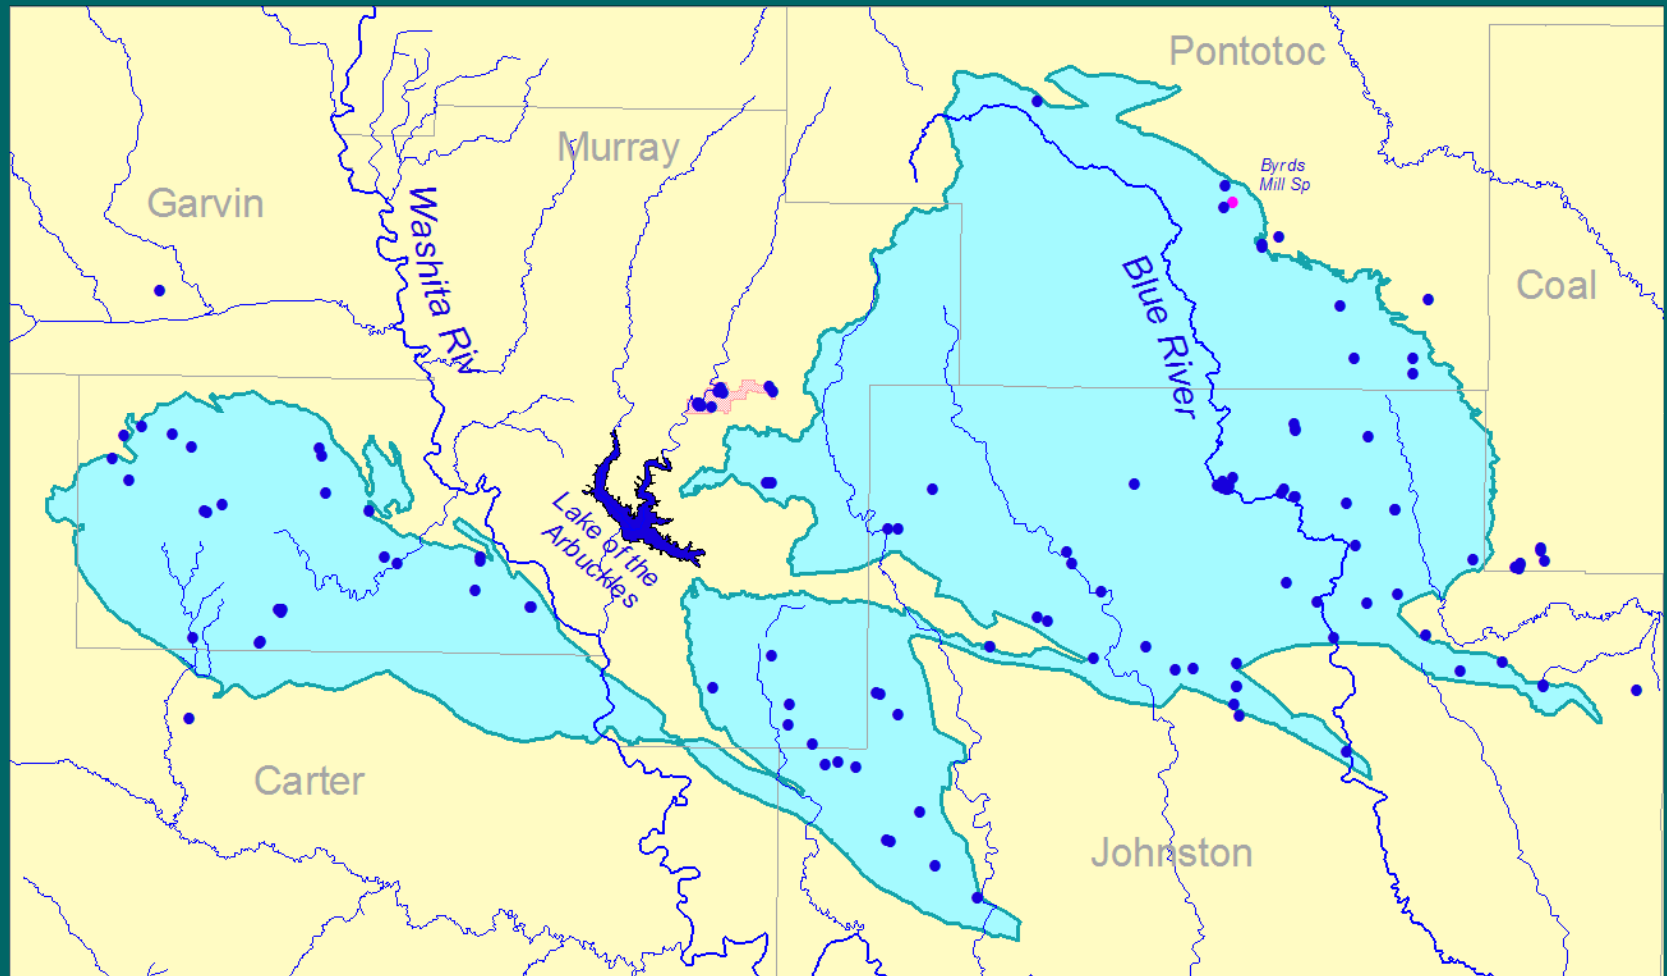 Pontotoc
Murray
Byrds
Mill Sp
Garvin
Washita Riv
Blue River
Coal
Lake of the
Arbuckles
Carter
Johnston